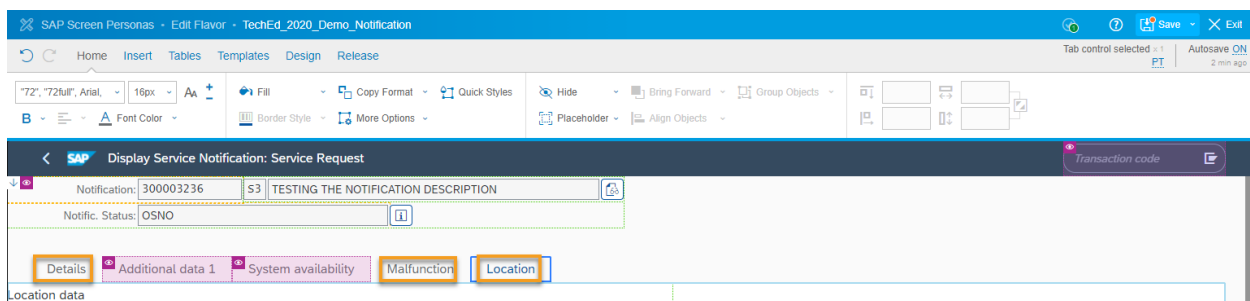 SAP Screen Personas - Edit Flavor - TechEd_2020_Demo_Notification
Save
Exit
Home Insert Tables Templates Design Release
Tab control selected x 1
PT
Autosave ON
2 min ago
"72", "72full", Arial, 16px AA Fill Copy Format Quick Styles Hide Bring Forward Group Objects
B Font Color Border Style More Options Placeholder Align Objects
SAP Display Service Notification: Service Request Transaction code
Notification: 300003236 S3 TESTING THE NOTIFICATION DESCRIPTION
Notific. Status: OSNO
Details Additional data 1 System availability Malfunction Location
Location data